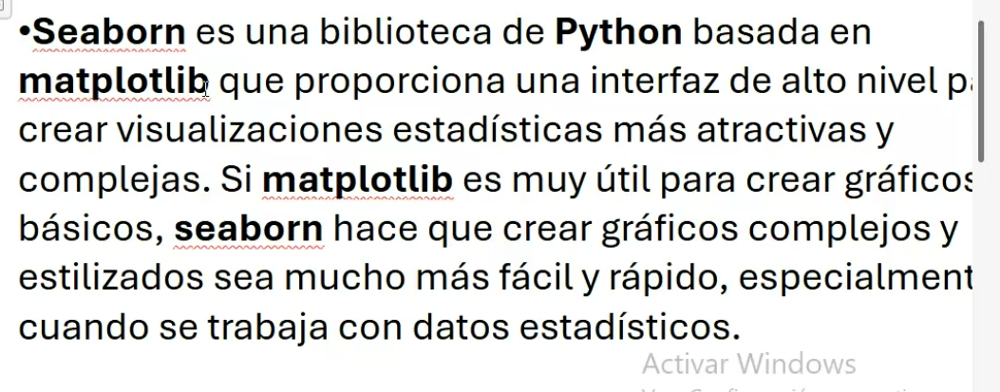 •Seaborn es una biblioteca de Python basada en
matplotlib que proporciona una interfaz de alto nivel
crear visualizaciones estadísticas más atractivas y
complejas. Si matplotlib es muy útil para crear gráficos
básicos, seaborn hace que crear gráficos complejos y
estilizados sea mucho más fácil y rápido, especialment
cuando se trabaja con datos estadísticos.
Activar Windows